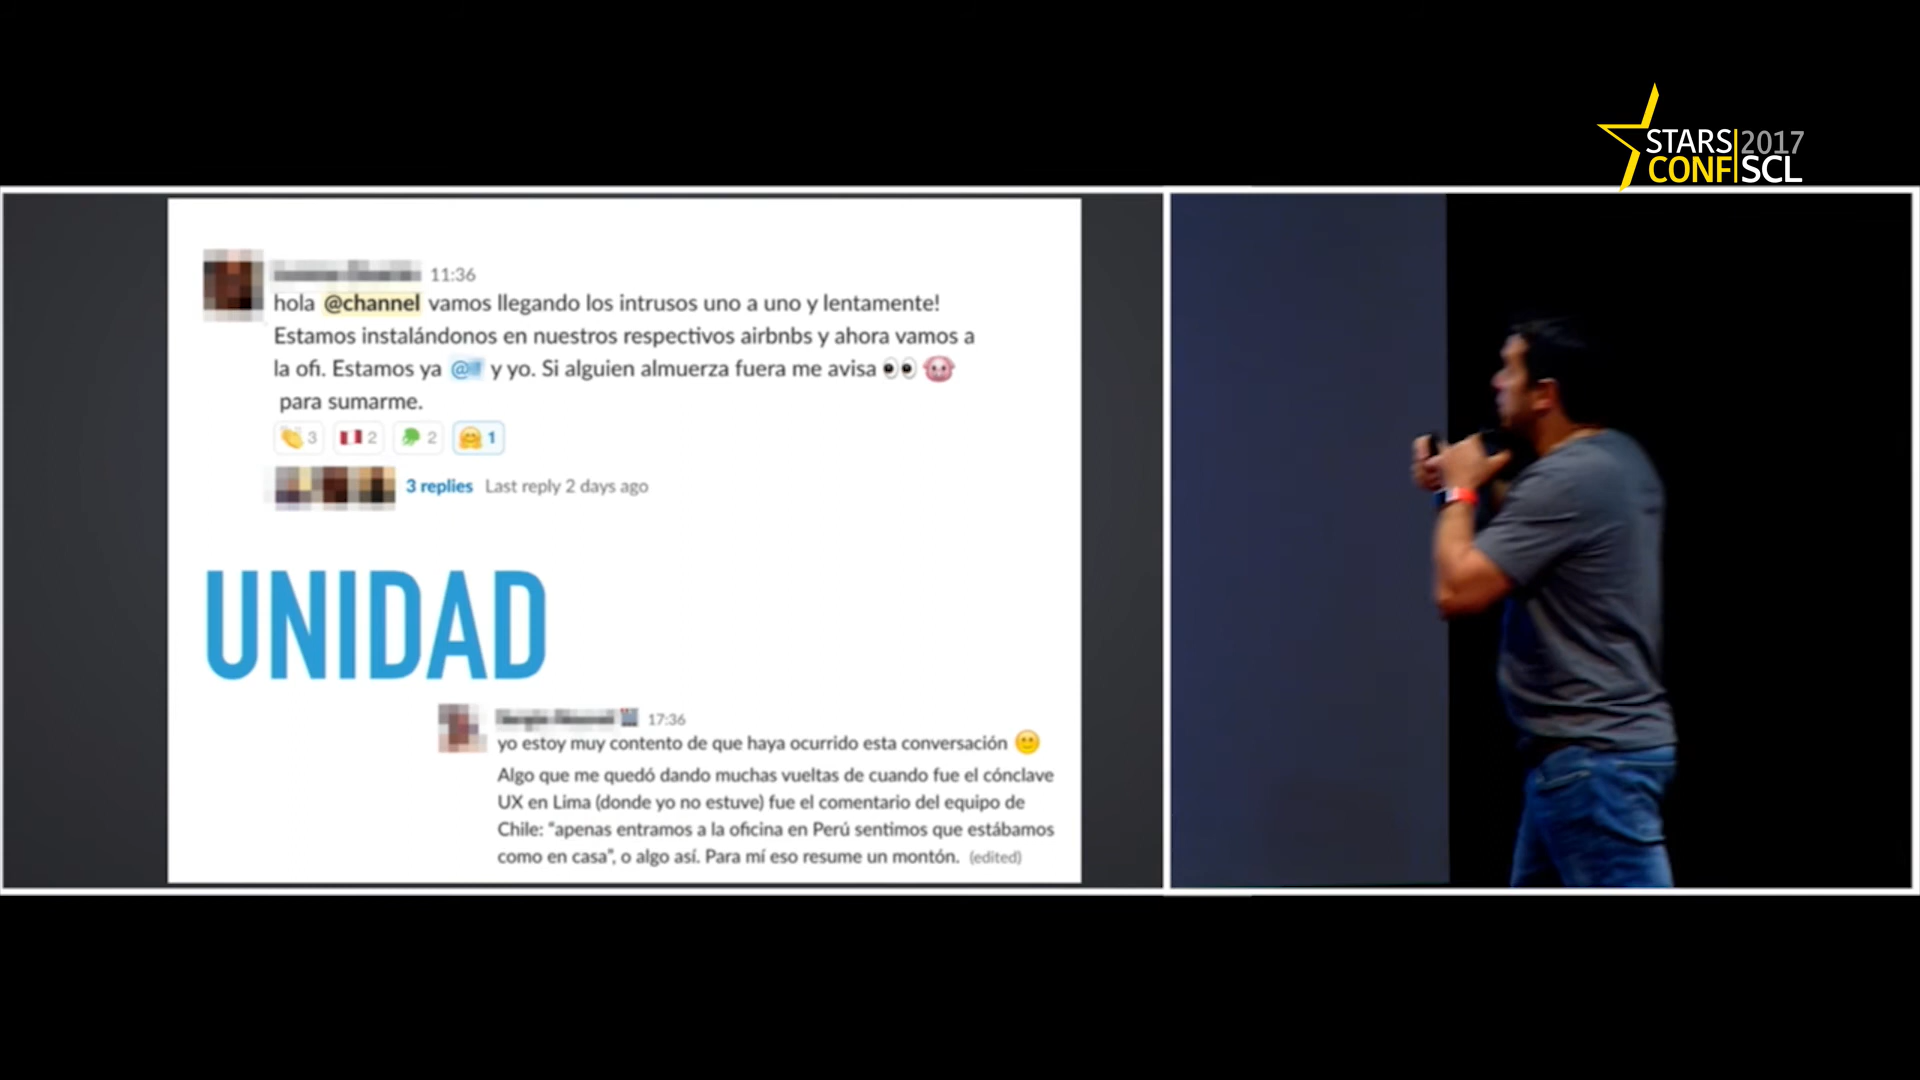 STARS 2017
CONF SCL
11:36
hola @channel vamos llegando los intrusos uno a uno y lentamente!
Estamos instalándonos en nuestros respectivos airbnbs y ahora vamos a
la ofi. Estamos ya @ y yo. Si alguien almuerza fuera me avisa
para sumarme.
3 2 2 1
3 replies Last reply 2 days ago
UNIDAD
17:36
yo estoy muy contento de que haya ocurrido esta conversación
Algo que me quedó dando muchas vueltas de cuando fue el cónclave
UX en Lima (donde yo no estuve) fue el comentario del equipo de
Chile: "apenas entramos a la oficina en Perú sentimos que estábamos
como en casa", o algo así. Para mí eso resume un montón. (edited)